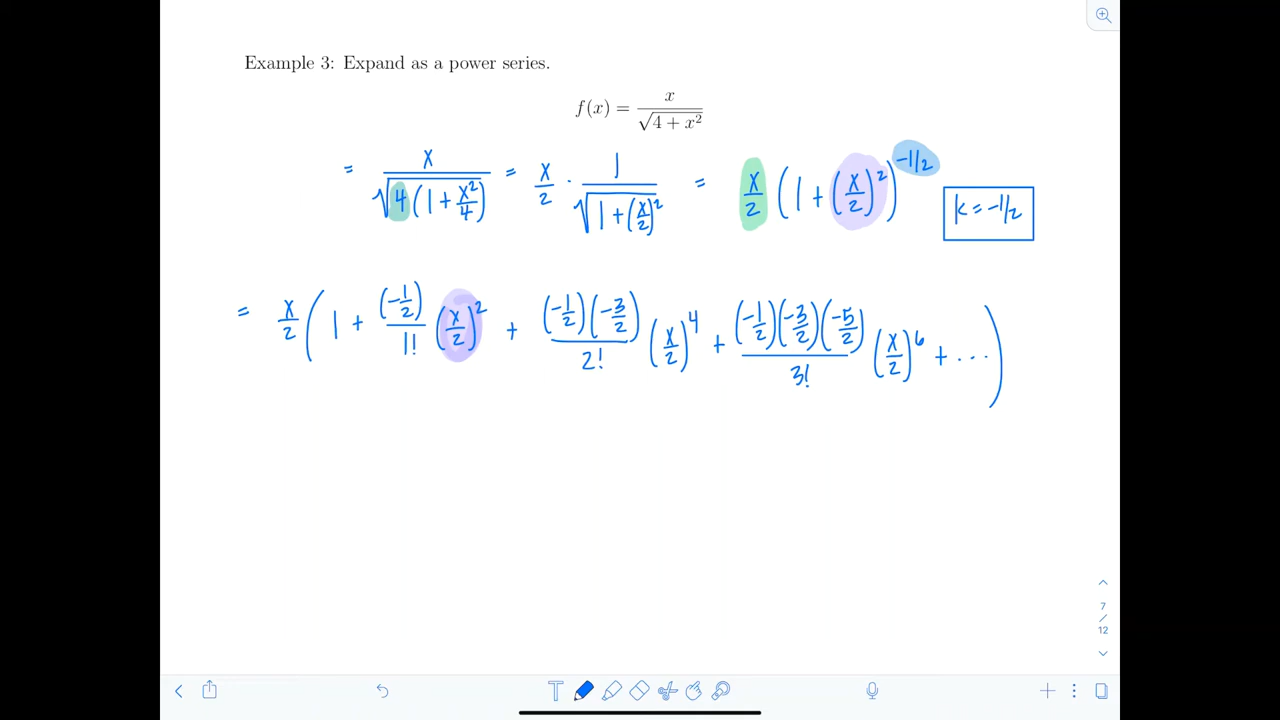 Example 3: Expand as a power series.
f(x) = x / √(4 + x²)
= x / √(4(1 + x²/4)) = x/2 · 1 / √(1 + (x/2)²) = x/2 (1 + (x/2)²)^(-1/2)
k = -1/2
= x/2 (1 + (-1/2)/1! (x/2)² + (-1/2)(-3/2)/2! (x/2)⁴ + (-1/2)(-3/2)(-5/2)/3! (x/2)⁶ + ...)
7
/
12
T